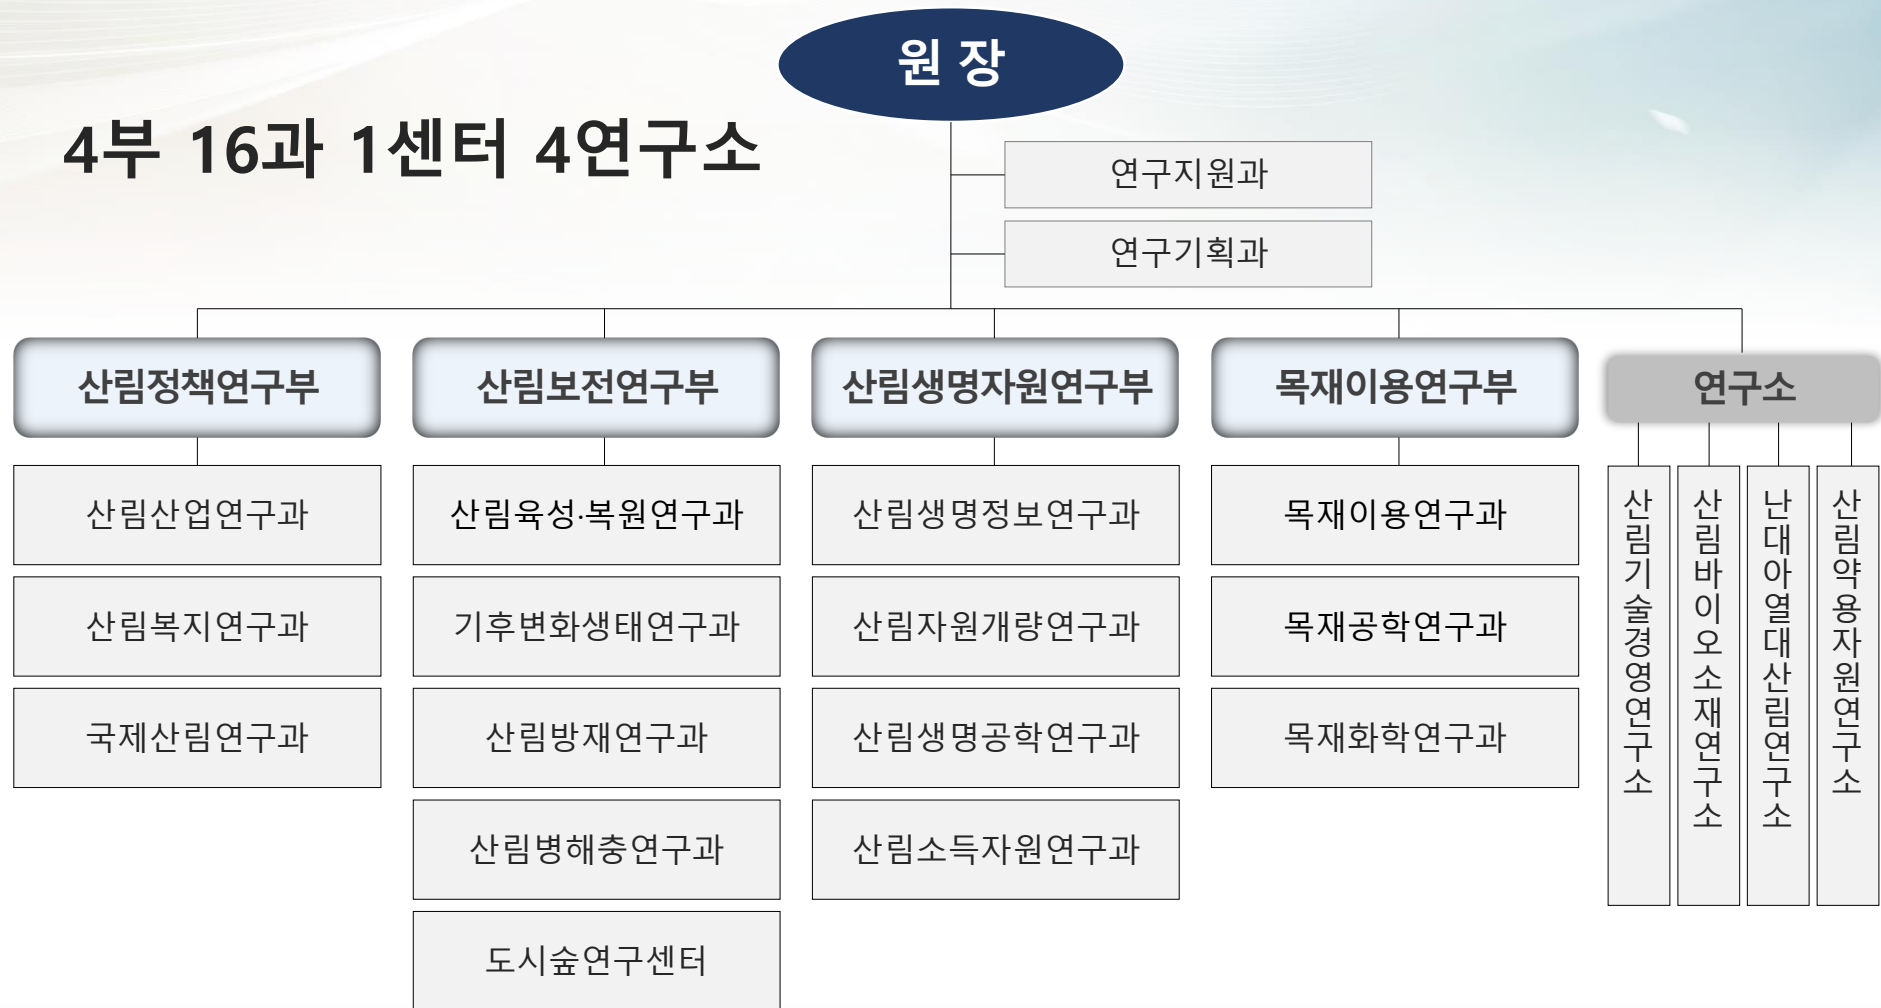 원 장
4부 16과 1센터 4연구소
연구지원과
연구기획과
산림정책연구부
산림산업연구과
산림복지연구과
국제산림연구과
산림보전연구부
산림육성·복원연구과
기후변화생태연구과
산림방재연구과
산림병해충연구과
도시숲연구센터
산림생명자원연구부
산림생명정보연구과
산림자원개량연구과
산림생명공학연구과
산림소득자원연구과
목재이용연구부
목재이용연구과
목재공학연구과
목재화학연구과
연구소
산림기술경영연구소
산림바이오소재연구소
난대아열대산림연구소
산림약용자원연구소